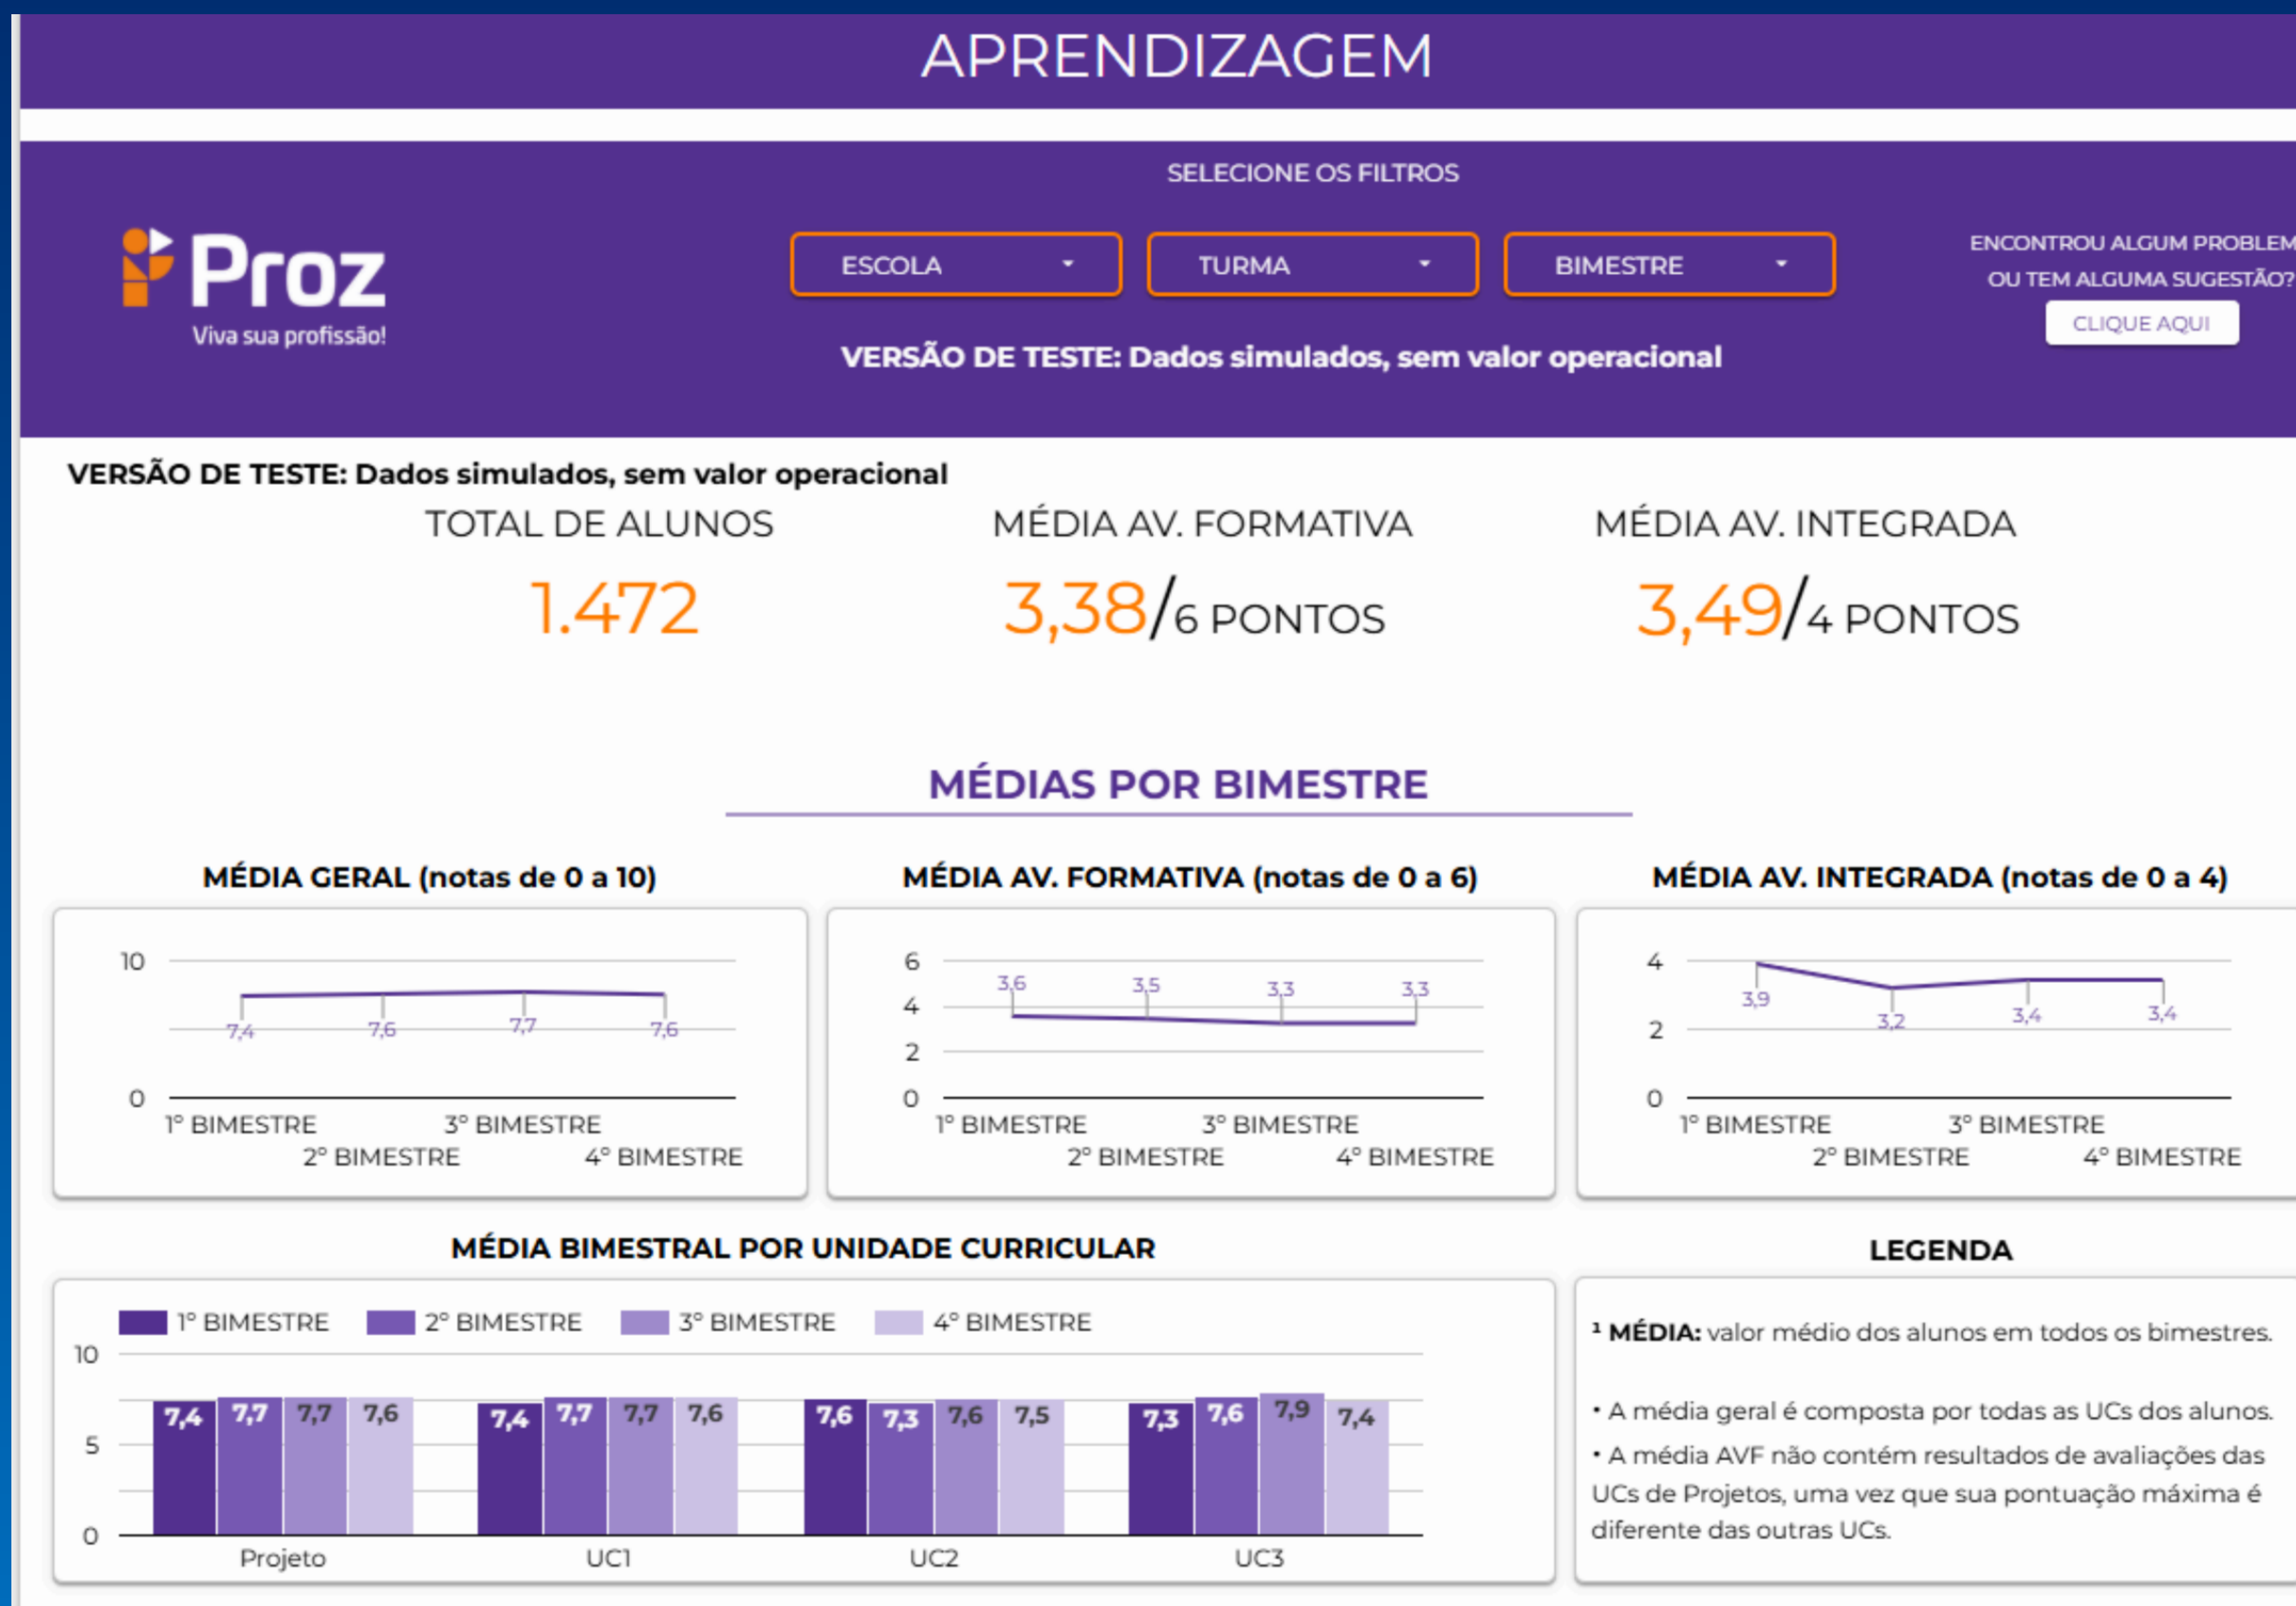 APRENDIZAGEM
SELECIONE OS FILTROS
Proz
Viva sua profissão!
ESCOLA
TURMA
BIMESTRE
VERSÃO DE TESTE: Dados simulados, sem valor operacional
ENCONTROU ALGUM PROBLEM
OU TEM ALGUMA SUGESTÃO?
CLIQUE AQUI
VERSÃO DE TESTE: Dados simulados, sem valor operacional
TOTAL DE ALUNOS
1.472
MÉDIA AV. FORMATIVA
3,38/6 PONTOS
MÉDIA AV. INTEGRADA
3,49/4 PONTOS
MÉDIAS POR BIMESTRE
MÉDIA GERAL (notas de 0 a 10)
10
0
7,4
7,6
7,7
7,6
1º BIMESTRE
2º BIMESTRE
3º BIMESTRE
4º BIMESTRE
MÉDIA AV. FORMATIVA (notas de 0 a 6)
6
4
2
0
3,6
3,5
3,3
3,3
1º BIMESTRE
2º BIMESTRE
3º BIMESTRE
4º BIMESTRE
MÉDIA AV. INTEGRADA (notas de 0 a 4)
4
2
0
3,9
3,2
3,4
3,4
1º BIMESTRE
2º BIMESTRE
3º BIMESTRE
4º BIMESTRE
MÉDIA BIMESTRAL POR UNIDADE CURRICULAR
1º BIMESTRE
2º BIMESTRE
3º BIMESTRE
4º BIMESTRE
10
5
0
7,4 7,7 7,7 7,6
7,4 7,7 7,7 7,6
7,6 7,3 7,6 7,5
7,3 7,6 7,9 7,4
Projeto
UC1
UC2
UC3
LEGENDA
¹ MÉDIA: valor médio dos alunos em todos os bimestres.
• A média geral é composta por todas as UCs dos alunos.
• A média AVF não contém resultados de avaliações das
UCs de Projetos, uma vez que sua pontuação máxima é
diferente das outras UCs.